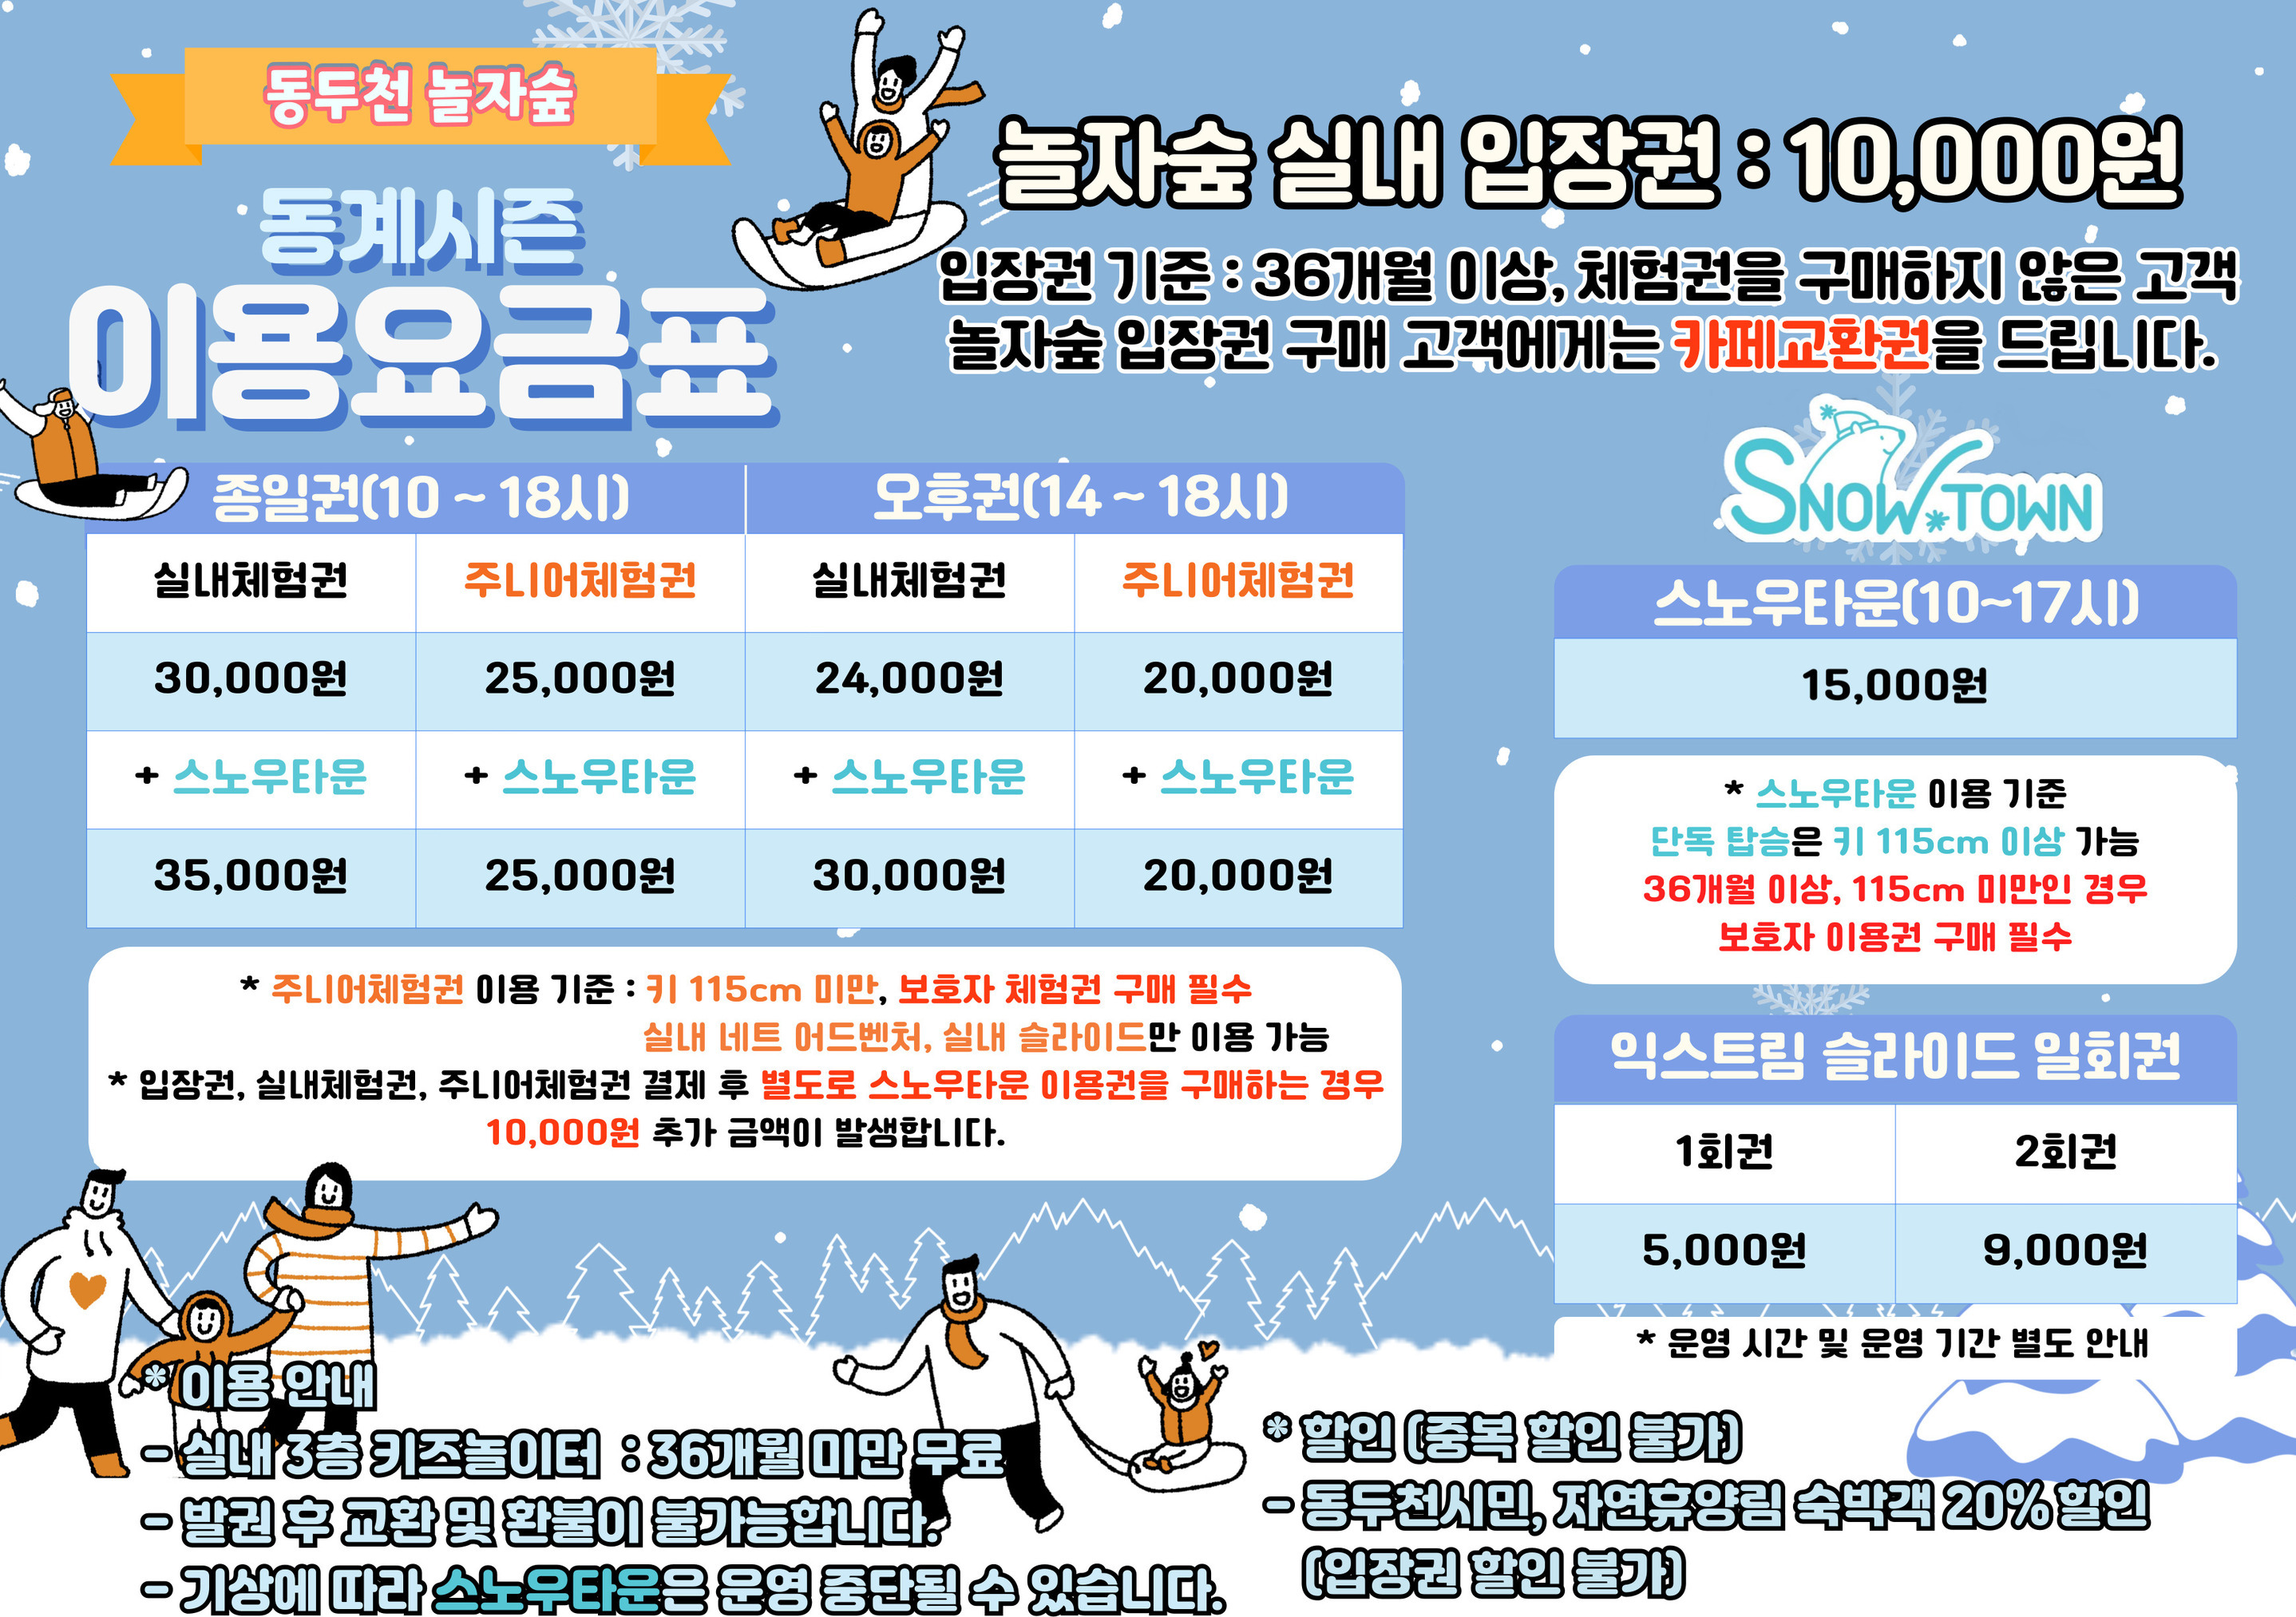 동두천 놀자숲
동계시즌
이용요금표
놀자숲 실내 입장권 : 10,000원
입장권 기준 : 36개월 이상, 체험권을 구매하지 않은 고객
놀자숲 입장권 구매 고객에게는 카페교환권을 드립니다.
종일권(10 ~ 18시) 오후권(14 ~ 18시)
실내체험권 주니어체험권 실내체험권 주니어체험권
30,000원 25,000원 24,000원 20,000원
+ 스노우타운 + 스노우타운 + 스노우타운 + 스노우타운
35,000원 25,000원 30,000원 20,000원
* 주니어체험권 이용 기준 : 키 115cm 미만, 보호자 체험권 구매 필수
실내 네트 어드벤처, 실내 슬라이드만 이용 가능
* 입장권, 실내체험권, 주니어체험권 결제 후 별도로 스노우타운 이용권을 구매하는 경우
10,000원 추가 금액이 발생합니다.
SNOW TOWN
스노우타운(10~17시)
15,000원
* 스노우타운 이용 기준
단독 탑승은 키 115cm 이상 가능
36개월 이상, 115cm 미만인 경우
보호자 이용권 구매 필수
익스트림 슬라이드 일회권
1회권 2회권
5,000원 9,000원
* 운영 시간 및 운영 기간 별도 안내
* 이용 안내
- 실내 3층 키즈놀이터 : 36개월 미만 무료
- 발권 후 교환 및 환불이 불가능합니다.
- 기상에 따라 스노우타운은 운영 중단될 수 있습니다.
* 할인 (중복 할인 불가)
- 동두천시민, 자연휴양림 숙박객 20% 할인
(입장권 할인 불가)